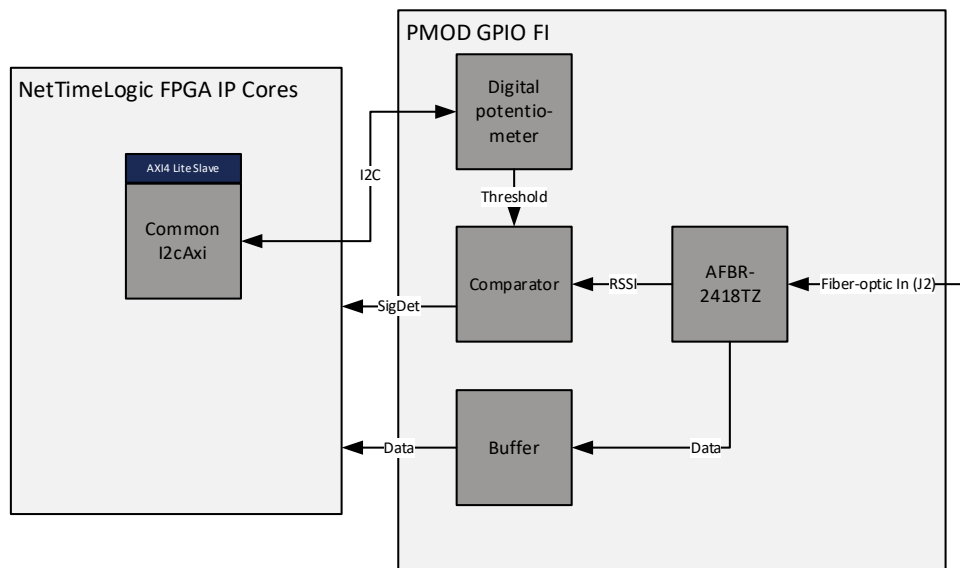 PMOD GPIO FI
NetTimeLogic FPGA IP Cores
Digital
potentio-
meter
AXI4 Lite Slave
I2C
Threshold
Common
I2cAxi
Comparator
RSSI
AFBR-
2418TZ
Fiber-optic In (J2)
SigDet
Data
Buffer
Data